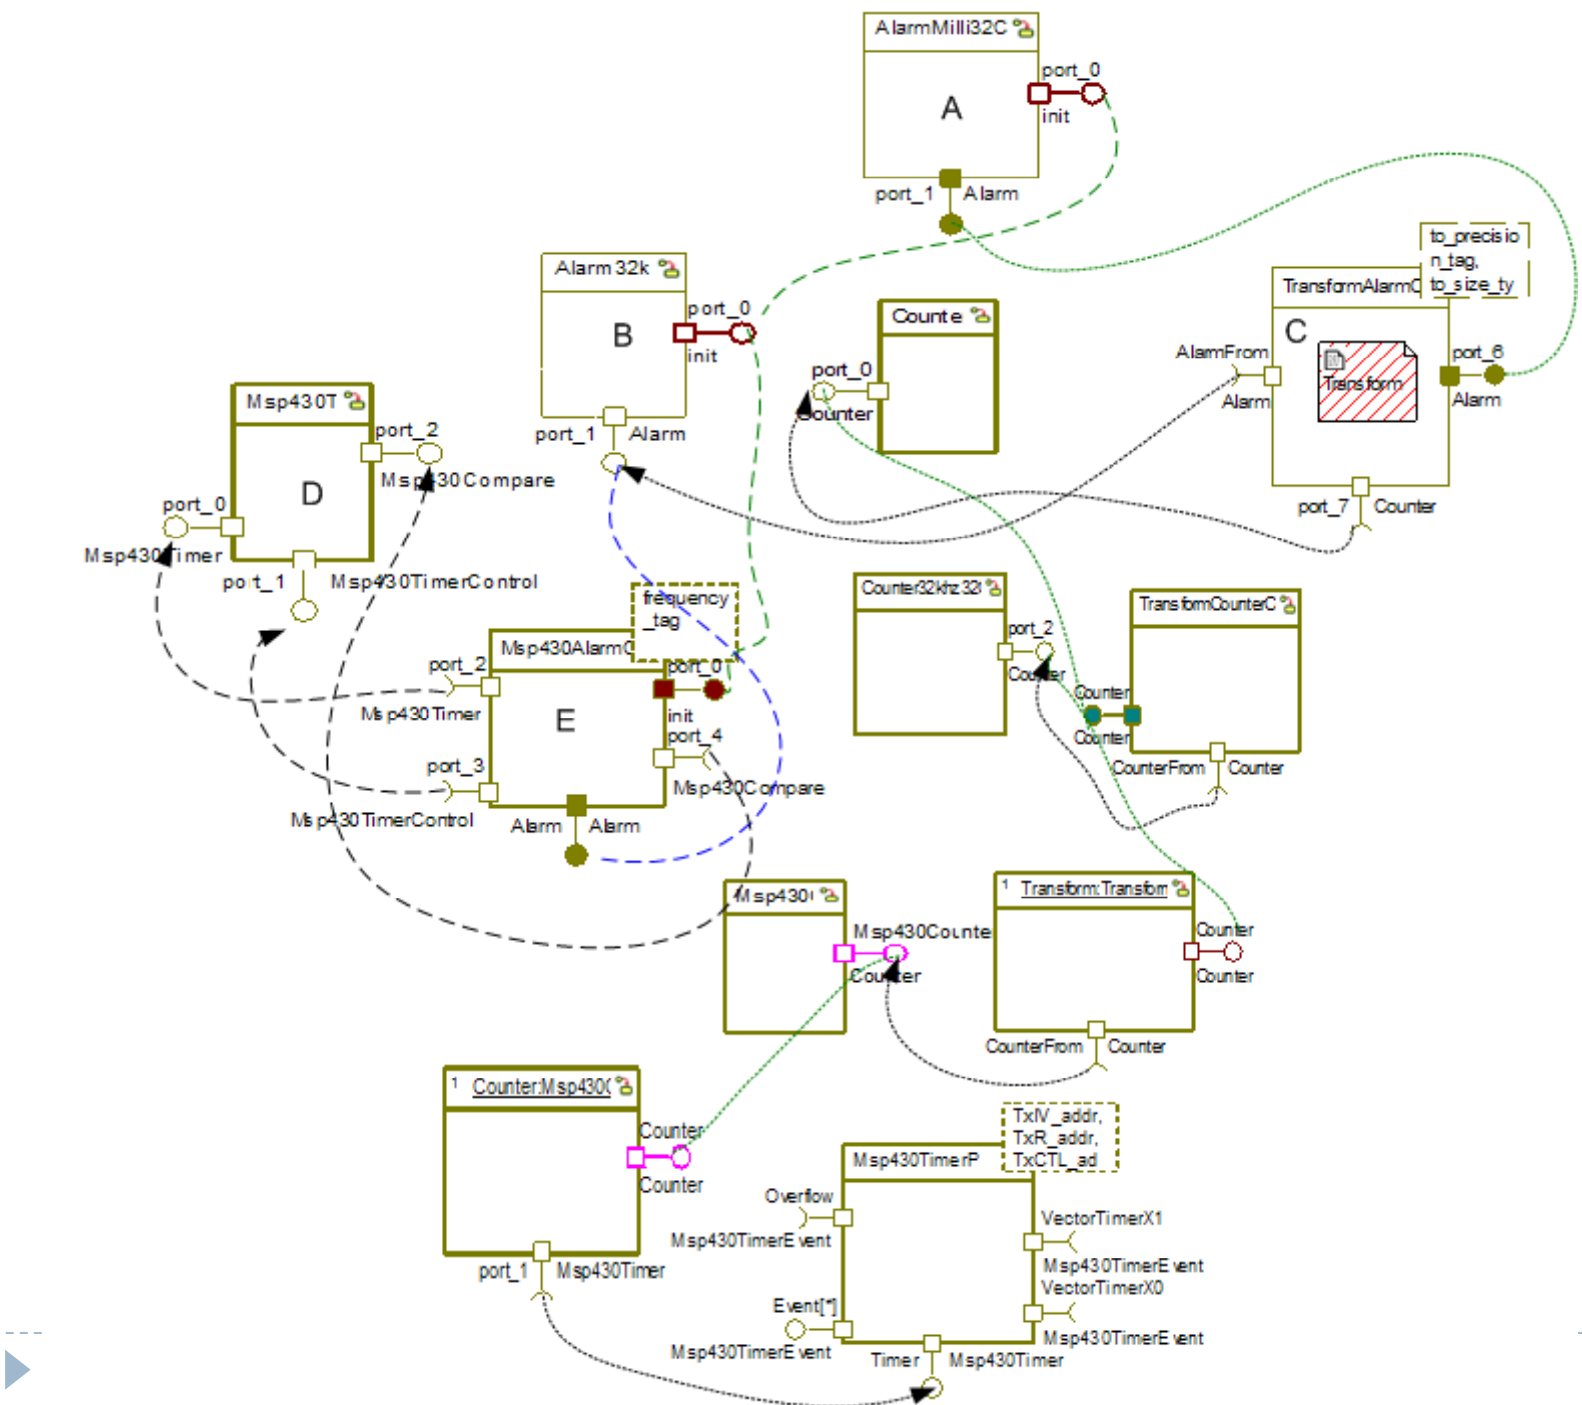 AlarmMilli32C
port_0
A
init
port_1
Alarm
to_precisio
n_tag,
to_size_ty
Alarm32k
TransformAlarmC
port_0
Counte
C
B
init
AlarmFrom
port_6
port_0
Transform
Msp430T
Alarm
Alarm
Counter
port_2
port_1
Alarm
D
Msp430Compare
port_0
port_7
Counter
Msp430Timer
port_1
Msp430TimerControl
frequency
_tag
Counter32khz32
TransformCounterC
port_2
Msp430AlarmC
port_2
port_0
Counter
Counter
Msp430Timer
E
init
port_4
Counter
port_3
CounterFrom
Counter
Msp430Compare
Msp430TimerControl
Alarm
Alarm
Msp430
1
Transform:Transfom
Msp430Counte
Counter
Counter
Counter
CounterFrom
Counter
1
Counter:Msp430C
TxIV_addr,
TxR_addr,
TxCTL_ad
Counter
Msp430TimerP
Counter
Overflow
VectorTimerX1
Msp430TimerEvent
Msp430TimerEvent
port_1
Msp430Timer
VectorTimerX0
Event[*]
Msp430TimerEvent
Msp430TimerEvent
Timer
Msp430Timer